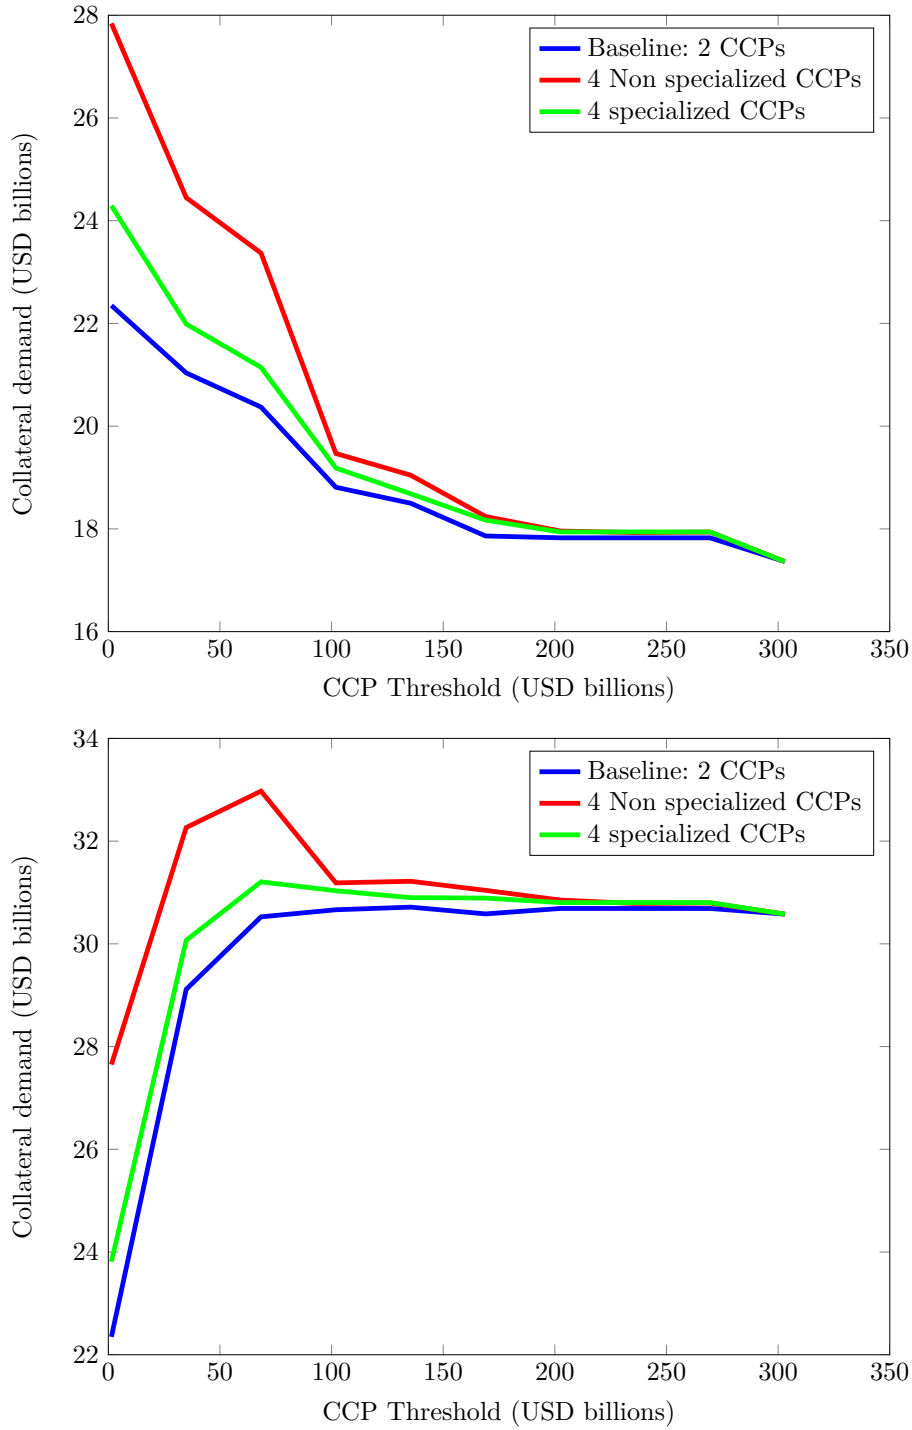 28
26
24
22
20
18
16
Collateral demand (USD billions)
Baseline: 2 CCPs
4 Non specialized CCPs
4 specialized CCPs
0 50 100 150 200 250 300 350
CCP Threshold (USD billions)
34
32
30
28
26
24
22
Collateral demand (USD billions)
Baseline: 2 CCPs
4 Non specialized CCPs
4 specialized CCPs
0 50 100 150 200 250 300 350
CCP Threshold (USD billions)